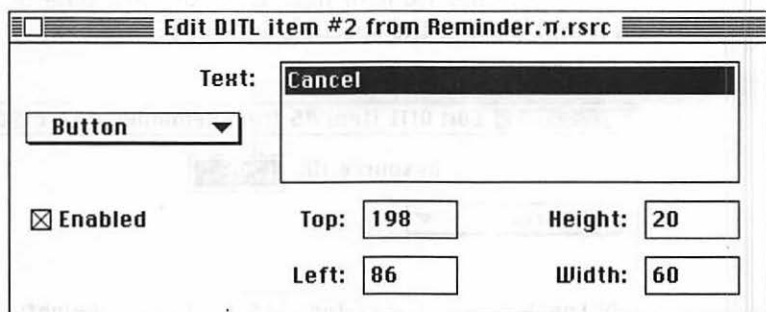 Edit DITL item #2 from Reminder.π.rsrc
Text: Cancel
Button
Enabled Top: 198 Height: 20
Left: 86 Width: 60